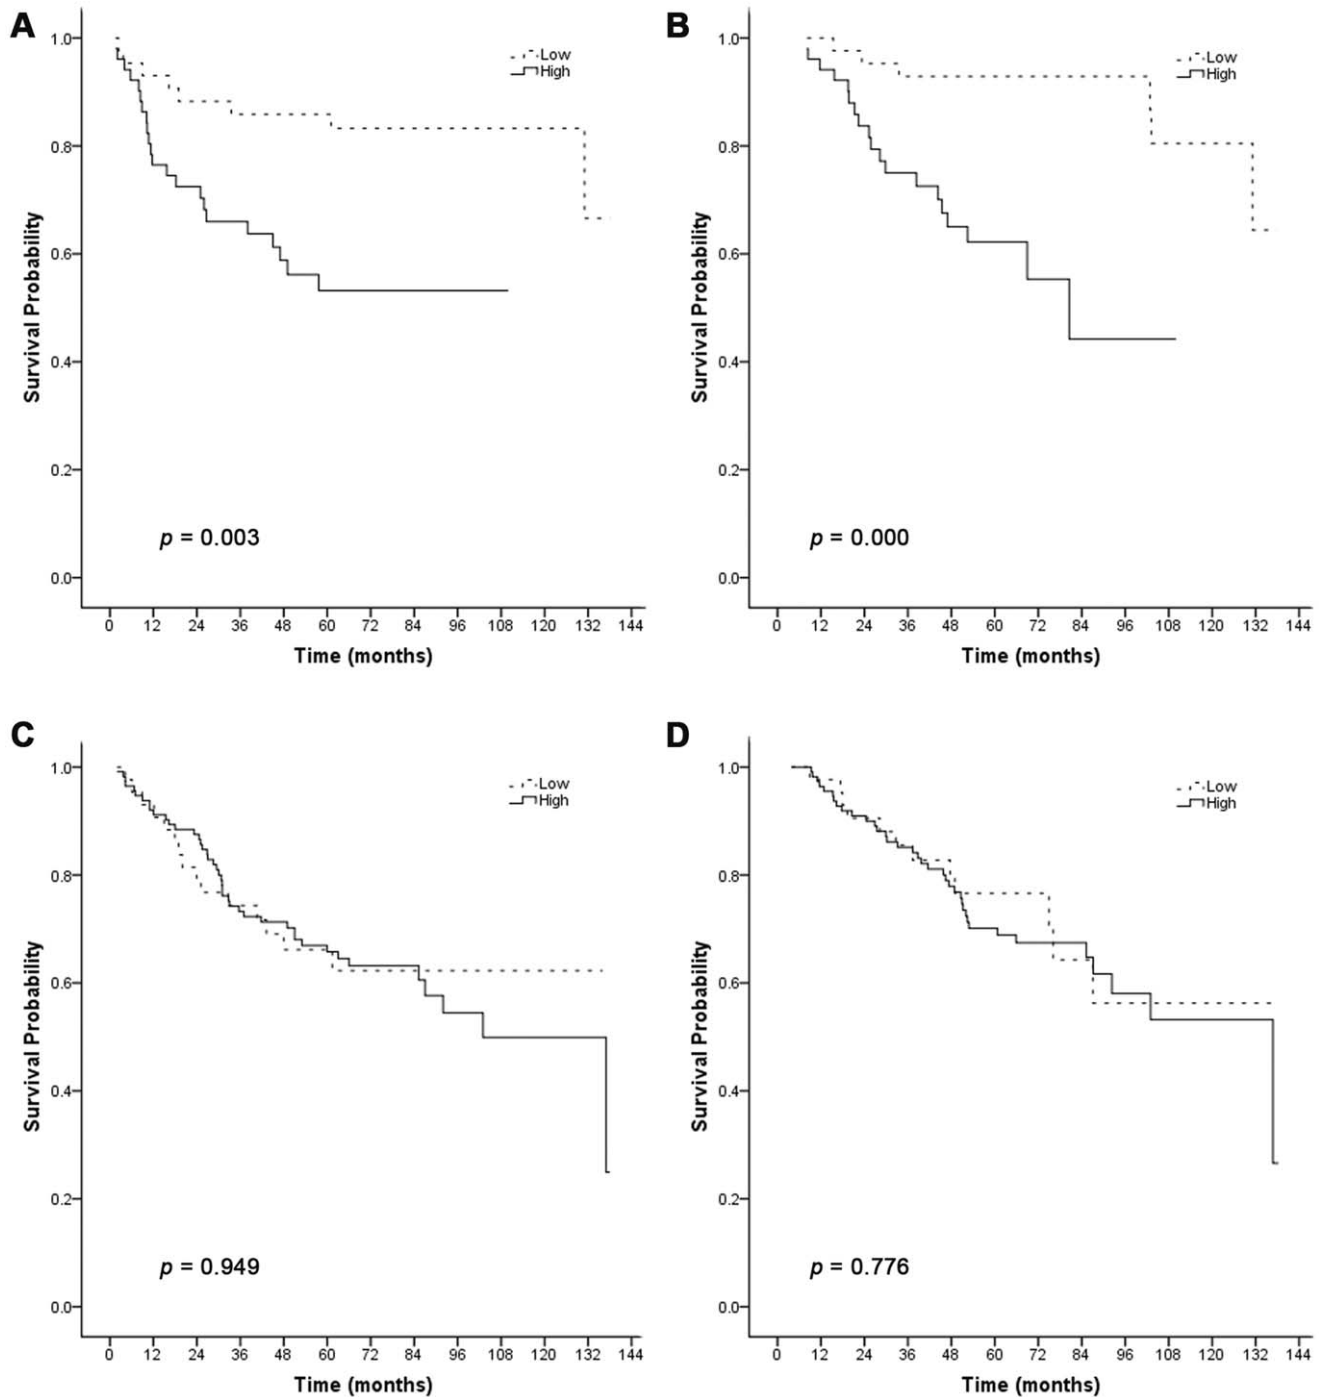 A
1.0
0.8
0.6
0.4
0.2
0.0
Survival Probability
Low
High
p = 0.003
0 12 24 36 48 60 72 84 96 108 120 132 144
Time (months)
B
1.0
0.8
0.6
0.4
0.2
0.0
Survival Probability
Low
High
p = 0.000
0 12 24 36 48 60 72 84 96 108 120 132 144
Time (months)
C
1.0
0.8
0.6
0.4
0.2
0.0
Survival Probability
Low
High
p = 0.949
0 12 24 36 48 60 72 84 96 108 120 132 144
Time (months)
D
1.0
0.8
0.6
0.4
0.2
0.0
Survival Probability
Low
High
p = 0.776
0 12 24 36 48 60 72 84 96 108 120 132 144
Time (months)